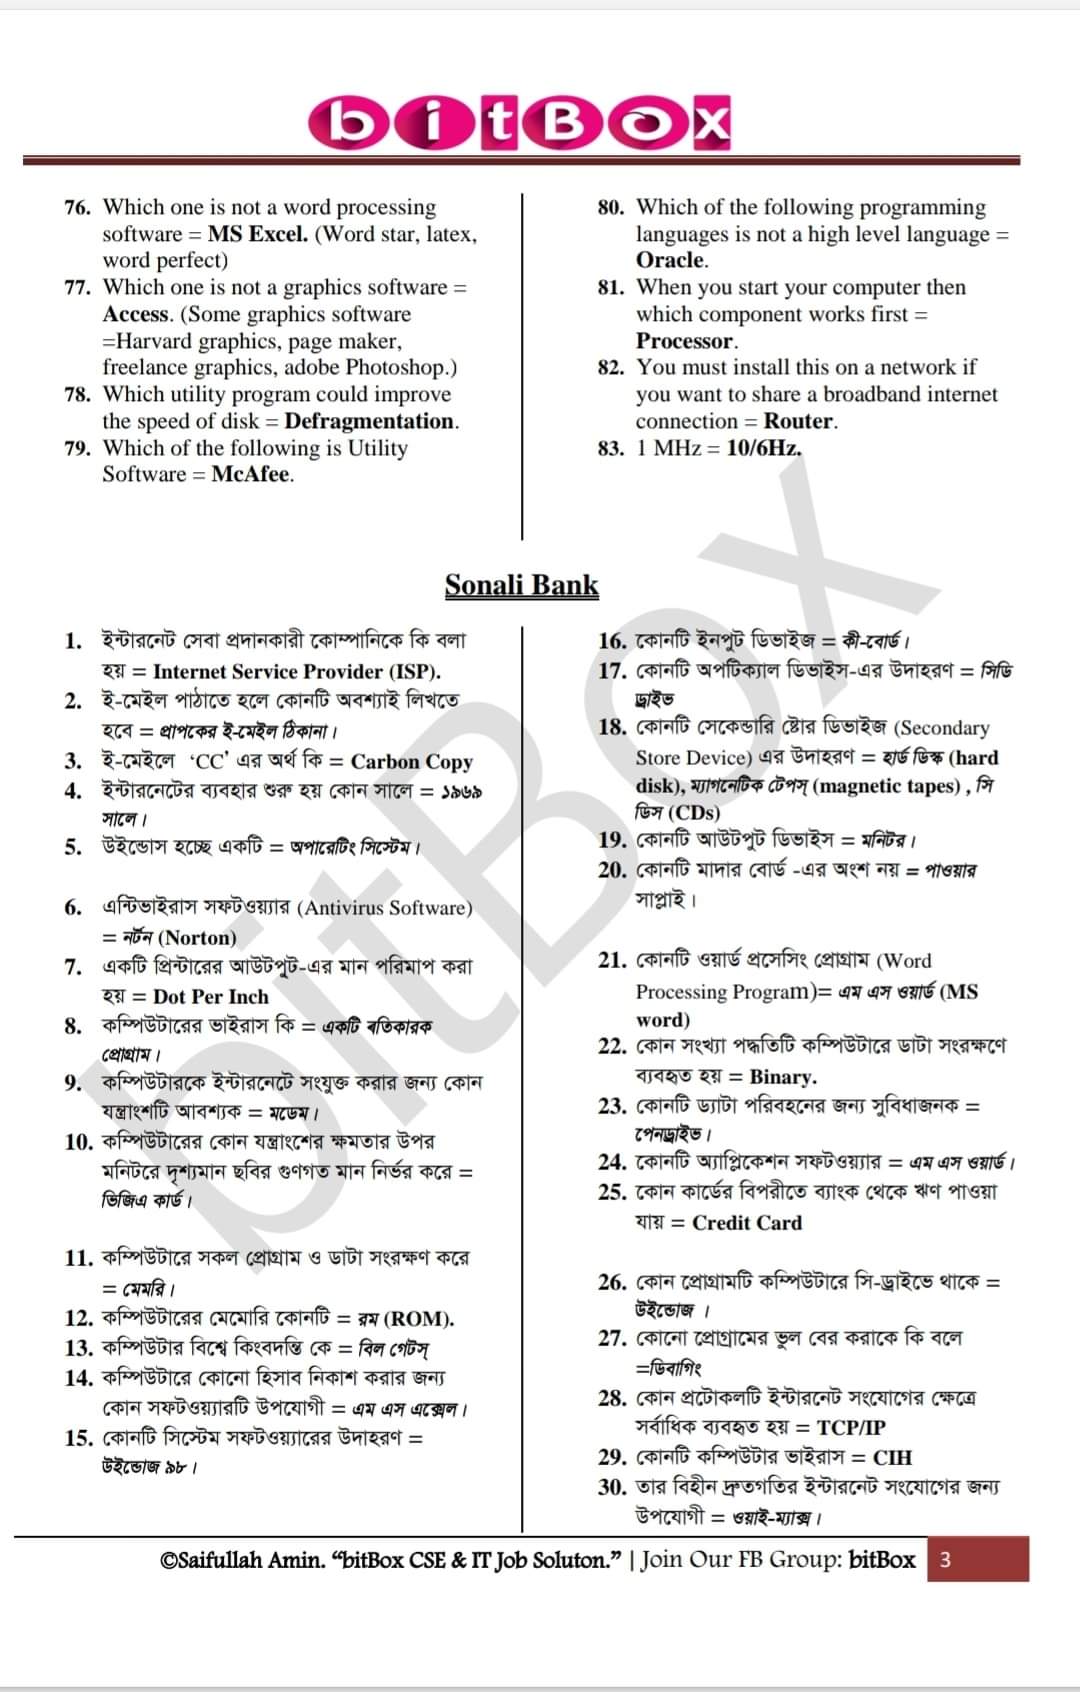 bitBox
76. Which one is not a word processing
software = MS Excel. (Word star, latex,
word perfect)
77. Which one is not a graphics software =
Access. (Some graphics software
=Harvard graphics, page maker,
freelance graphics, adobe Photoshop.)
78. Which utility program could improve
the speed of disk = Defragmentation.
79. Which of the following is Utility
Software = McAfee.
80. Which of the following programming
languages is not a high level language =
Oracle.
81. When you start your computer then
which component works first =
Processor.
82. You must install this on a network if
you want to share a broadband internet
connection = Router.
83. 1 MHz = 10/6Hz.
Sonali Bank
1. ইন্টারনেট সেবা প্রদানকারী কোম্পানিকে কি বলা
হয় = Internet Service Provider (ISP).
2. ই-মেইল পাঠাতে হলে কোনটি অবশ্যই লিখতে
হবে = প্রাপকের ই-মেইল ঠিকানা।
3. ই-মেইলে ‘CC’ এর অর্থ কি = Carbon Copy
4. ইন্টারনেটের ব্যবহার শুরু হয় কোন সালে = ১৯৬৯
সালে।
5. উইন্ডোস হচ্ছে একটি = অপারেটিং সিস্টেম।
6. এন্টিভাইরাস সফটওয়্যার (Antivirus Software)
= নর্টন (Norton)
7. একটি প্রিন্টারের আউটপুট-এর মান পরিমাপ করা
হয় = Dot Per Inch
8. কম্পিউটারের ভাইরাস কি = একটি ষতিকারক
প্রোগ্রাম।
9. কম্পিউটারকে ইন্টারনেটে সংযুক্ত করার জন্য কোন
যন্ত্রাংশটি আবশ্যক = মডেম।
10. কম্পিউটারের কোন যন্ত্রাংশের ক্ষমতার উপর
মনিটরে দৃশ্যমান ছবির গুণগত মান নির্ভর করে =
ভিজিএ কার্ড।
11. কম্পিউটারে সকল প্রোগ্রাম ও ডাটা সংরক্ষণ করে
= মেমরি।
12. কম্পিউটারের মেমোরি কোনটি = রম (ROM).
13. কম্পিউটার বিশ্বে কিংবদন্তি কে = বিল গেটস্
14. কম্পিউটারে কোনো হিসাব নিকাশ করার জন্য
কোন সফটওয়্যারটি উপযোগী = এম এস এক্সেল।
15. কোনটি সিস্টেম সফটওয়্যারের উদাহরণ =
উইন্ডোজ ৯৮।
16. কোনটি ইনপুট ডিভাইজ = কী-বোর্ড।
17. কোনটি অপটিক্যাল ডিভাইস-এর উদাহরণ = সিডি
ড্রাইভ
18. কোনটি সেকেন্ডারি ষ্টোর ডিভাইজ (Secondary
Store Device) এর উদাহরণ = হার্ড ডিস্ক (hard
disk), ম্যাগনেটিক টেপস্ (magnetic tapes) , সি
ডিস (CDs)
19. কোনটি আউটপুট ডিভাইস = মনিটর।
20. কোনটি মাদার বোর্ড -এর অংশ নয় = পাওয়ার
সাপ্লাই।
21. কোনটি ওয়ার্ড প্রসেসিং প্রোগ্রাম (Word
Processing Program)= এম এস ওয়ার্ড (MS
word)
22. কোন সংখ্যা পদ্ধতিটি কম্পিউটারে ডাটা সংরক্ষণে
ব্যবহৃত হয় = Binary.
23. কোনটি ড্যাটা পরিবহনের জন্য সুবিধাজনক =
পেনড্রাইভ।
24. কোনটি অ্যাপ্লিকেশন সফটওয়্যার = এম এস ওয়ার্ড।
25. কোন কার্ডের বিপরীতে ব্যাংক থেকে ঋণ পাওয়া
যায় = Credit Card
26. কোন প্রোগ্রামটি কম্পিউটারে সি-ড্রাইভে থাকে =
উইন্ডোজ ।
27. কোনো প্রোগ্রামের ভুল বের করাকে কি বলে
=ডিবাগিং
28. কোন প্রটোকলটি ইন্টারনেট সংযোগের ক্ষেত্রে
সর্বাধিক ব্যবহৃত হয় = TCP/IP
29. কোনটি কম্পিউটার ভাইরাস = CIH
30. তার বিহীন দ্রুতগতির ইন্টারনেট সংযোগের জন্য
উপযোগী = ওয়াই-ম্যাক্স।
©Saifullah Amin. “bitBox CSE & IT Job Soluton.” | Join Our FB Group: bitBox 3
bitBox